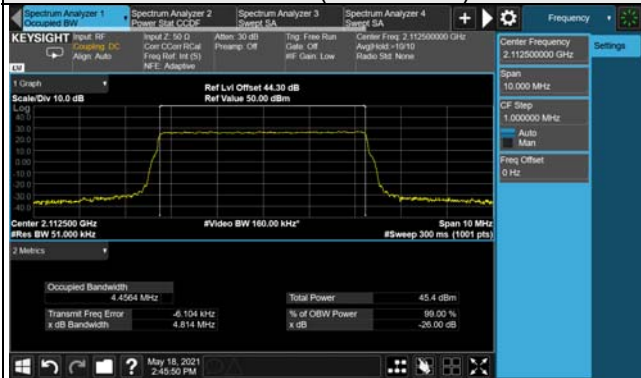 Spectrum Analyzer 1
Occupied BW
Spectrum Analyzer 2
Power Stat CCDF
Spectrum Analyzer 3
Swept SA
Spectrum Analyzer 4
Swept SA
Frequency
KEYSIGHT
Input: RF
Coupling: DC
Align: Auto
Input Z: 50 Ω
Corr CCorr RCal
Freq Ref: Int (S)
NFE: Adaptive
Atten: 30 dB
Preamp: Off
Trig: Free Run
Gate: Off
#IF Gain: Low
Center Freq: 2.112500000 GHz
Avg|Hold:>10/10
Radio Std: None
Center Frequency
2.112500000 GHz
Settings
Span
10.000 MHz
CF Step
1.000000 MHz
Auto
Man
Freq Offset
0 Hz
1 Graph
Scale/Div 10.0 dB
Ref Lvl Offset 44.30 dB
Ref Value 50.00 dBm
Log
40.0
30.0
20.0
10.0
0.00
-10.0
-20.0
-30.0
-40.0
Center 2.112500 GHz
#Res BW 51.000 kHz
#Video BW 160.00 kHz*
Span 10 MHz
#Sweep 300 ms (1001 pts)
2 Metrics
Occupied Bandwidth
4.4564 MHz
Total Power
45.4 dBm
Transmit Freq Error
-6.104 kHz
% of OBW Power
99.00 %
x dB Bandwidth
4.814 MHz
x dB
-26.00 dB
May 18, 2021
2:45:50 PM